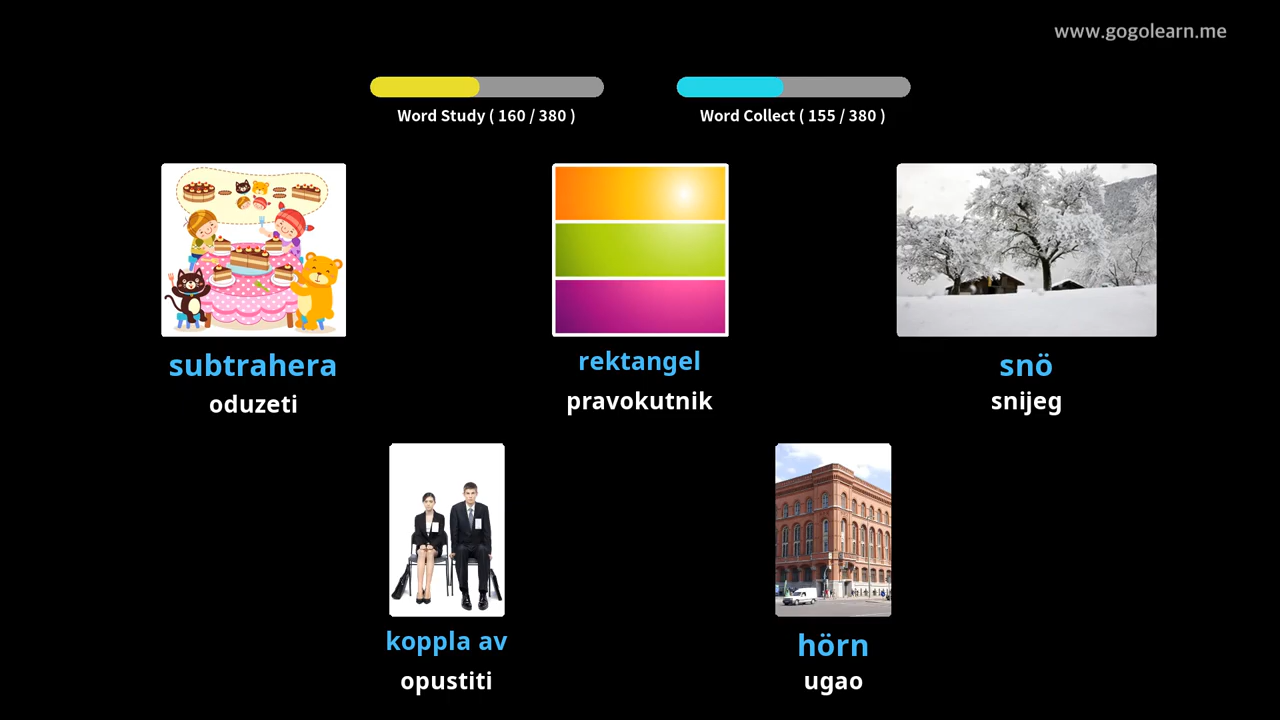 www.gogolearn.me
Word Study ( 160 / 380 )
Word Collect ( 155 / 380 )
subtrahera
oduzeti
rektangel
pravokutnik
snö
snijeg
koppla av
opustiti
hörn
ugao